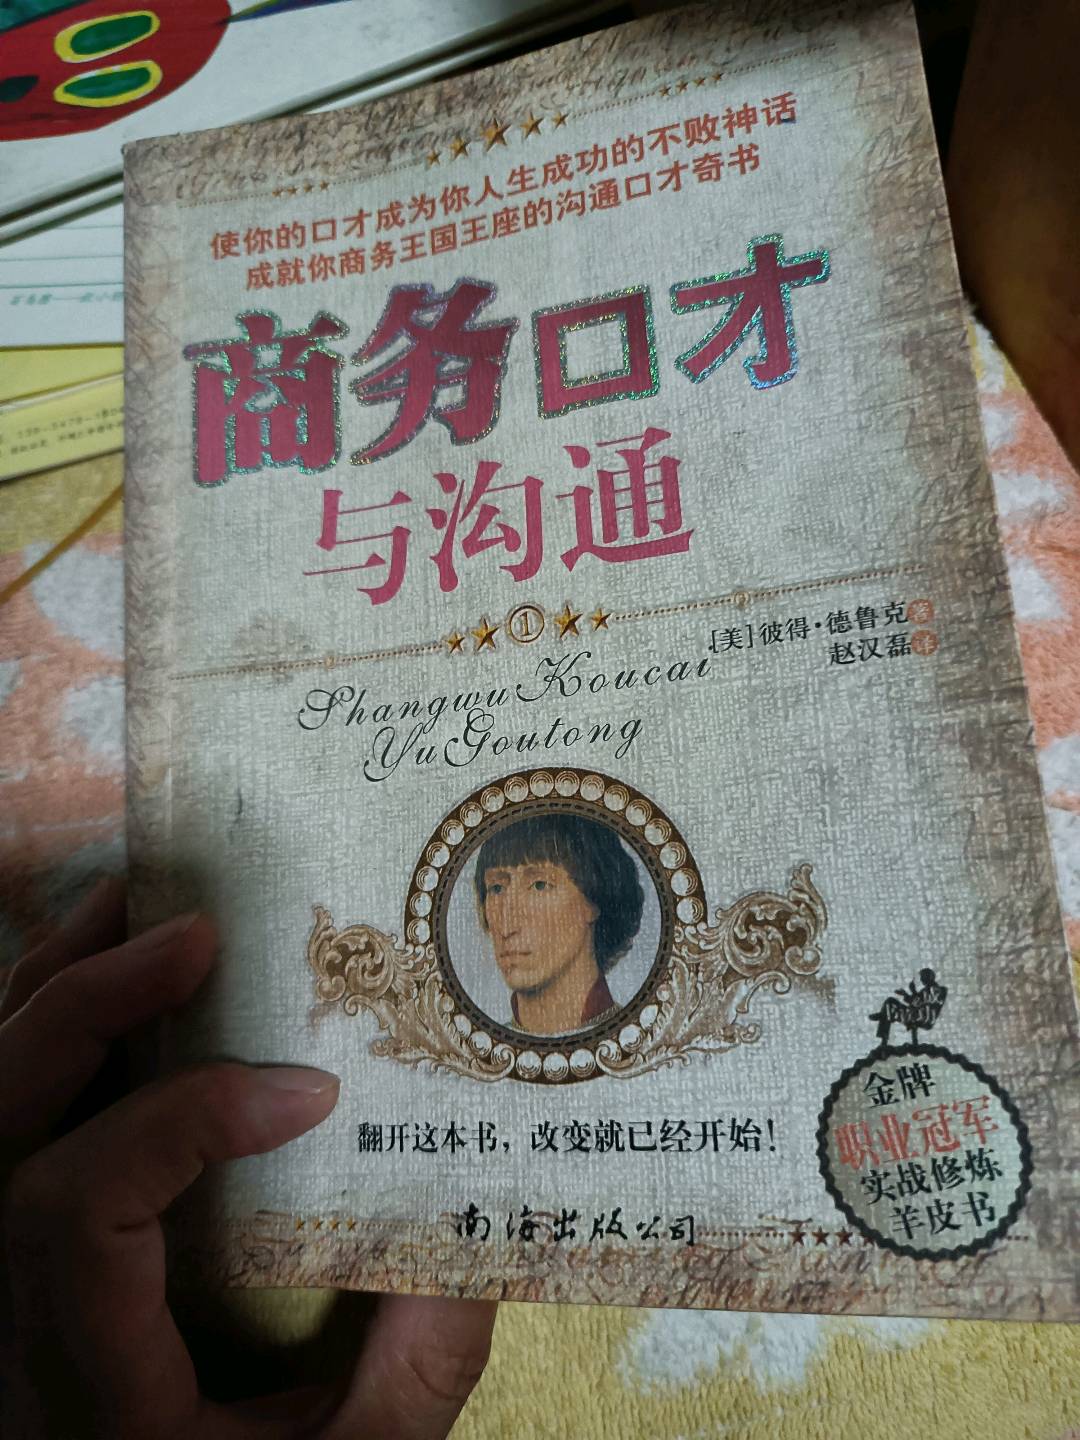 使你的口才成为你人生成功的不败神话
成就你商务王国王座的沟通口才奇书
商务口才
与沟通
①
[美]彼得·德鲁克 著
赵汉磊 译
Shangwu Koucai
Yu Goutong
翻开这本书，改变就已经开始！
金牌
职业冠军
实战修炼
羊皮书
南海出版公司